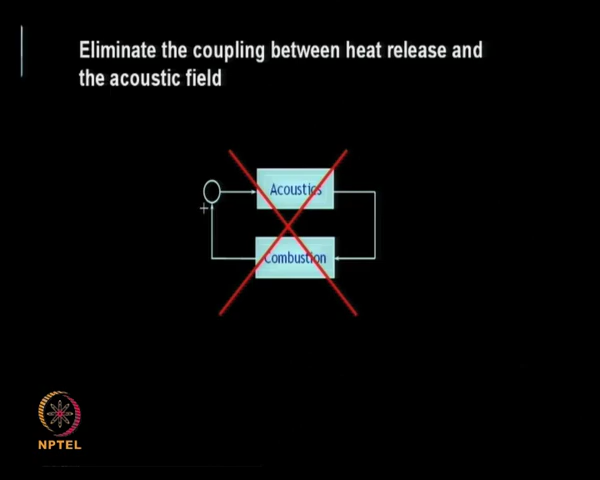 Eliminate the coupling between heat release and
the acoustic field
Acoustics
+
Combustion
NPTEL